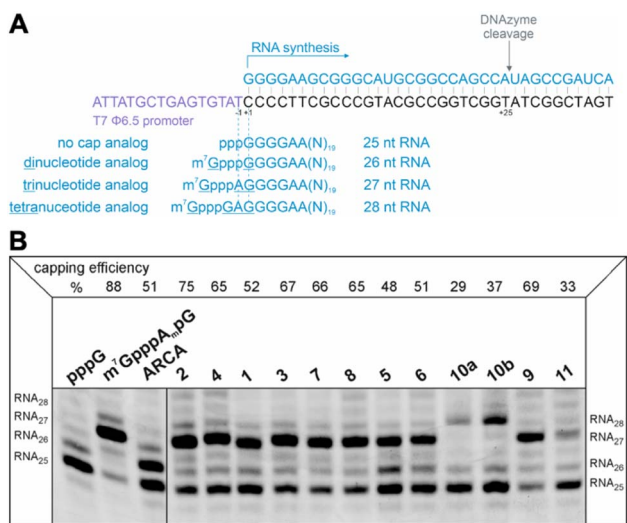 A
DNAzyme
cleavage
RNA synthesis
GGGGAAGCGGGCAUGCGGCCAGCCAUAGCCGAUCA
ATTATGCTGAGTGTATCCCCTTCGCCCGTACGCCGGTCGGTATCGGCTAGT
T7 Φ6.5 promoter -1 +1 +25
no cap analog pppGGGGAA(N)19 25 nt RNA
dinucleotide analog m7GpppGGGGAA(N)19 26 nt RNA
trinucleotide analog m7GpppAGGGGAA(N)19 27 nt RNA
tetranuceotide analog m7GpppGAGGGGAA(N)19 28 nt RNA
B
capping efficiency
% 88 51 75 65 52 67 66 65 48 51 29 37 69 33
pppG m7GpppAmpG ARCA 2 4 1 3 7 8 5 6 10a 10b 9 11
RNA28 RNA28
RNA27 RNA27
RNA26 RNA26
RNA25 RNA25